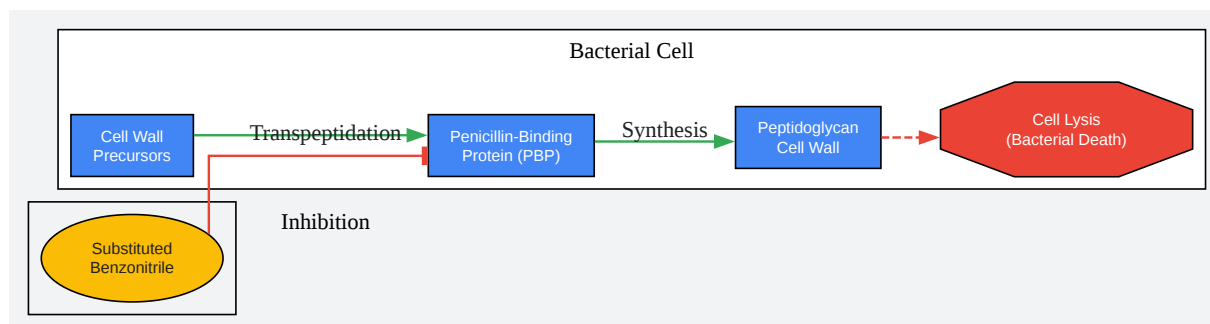 Bacterial Cell
Cell Wall
Precursors
Transpeptidation
Penicillin-Binding
Protein (PBP)
Synthesis
Peptidoglycan
Cell Wall
Cell Lysis
(Bacterial Death)
Inhibition
Substituted
Benzonitrile